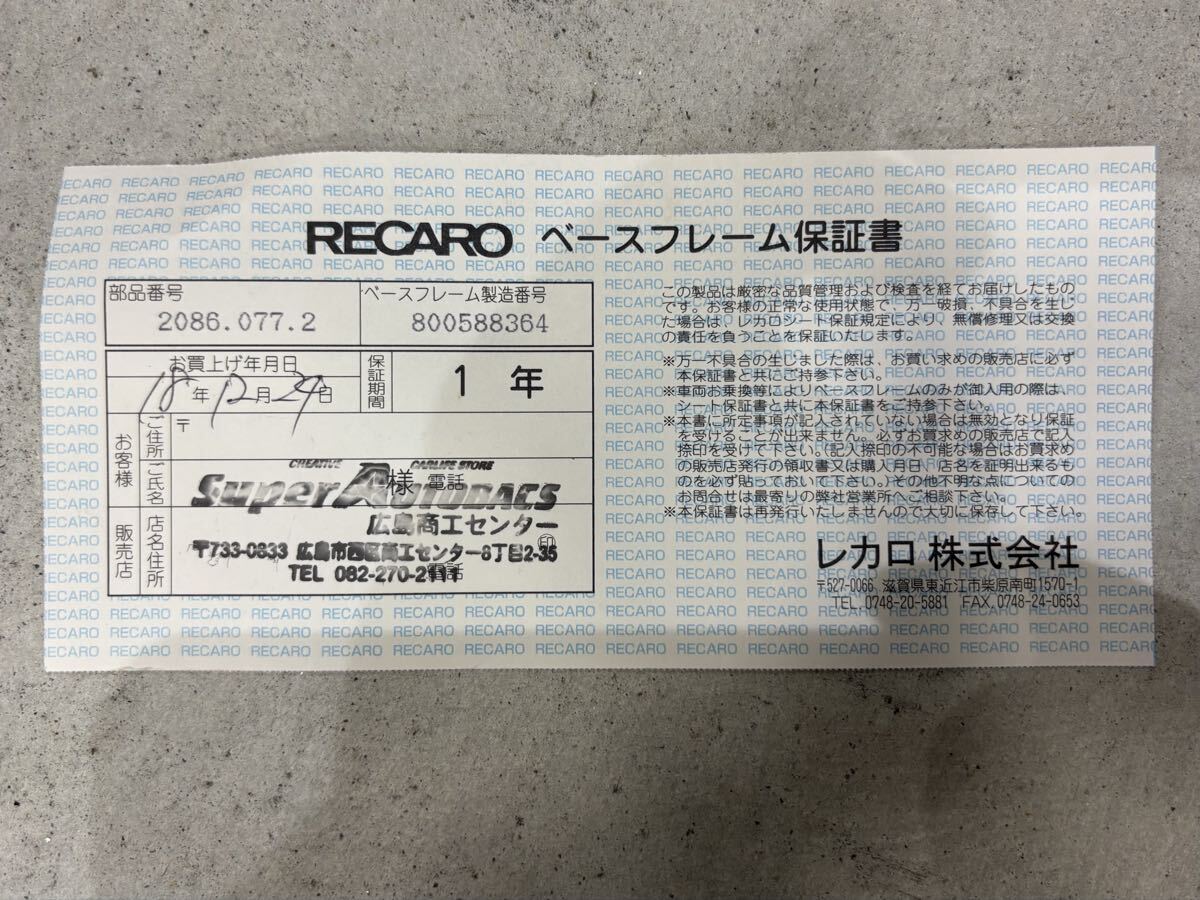 RECARO ベースフレーム保証書
部品番号
ベースフレーム製造番号
2086.077.2
800588364
お買上げ年月日
保証期間
1 年
18年12月29日
お客様
ご住所
〒
ご氏名
様 電話
販売店
店名住所
CREATIVE CARLIFE STORE
Super AUTOBACS
広島商工センター
印
〒733-0833 広島市西区商工センター8丁目2-35
TEL 082-270-2
電話
この製品は厳密な品質管理および検査を経てお届けしたもの
です。お客様の正常な使用状態で、万一破損、不具合を生じ
た場合は、レカロシート保証規定により、無償修理又は交換
の責任を負うことを保証いたします。
※万一不具合の生じました際は、お買い求めの販売店に必ず
本保証書と共にご持参下さい。
※車両お乗換等によりベースフレームのみが御入用の際は、
シート保証書と共に本保証書をご持参下さい。
※本書に所定事項が記入されていない場合は無効となり保証
を受けることが出来ません。必ずお買求めの販売店で記入
捺印を受けて下さい。(記入捺印の不可能な場合はお買求め
の販売店発行の領収書又は購入月日、店名を証明出来るも
のを必ず貼っておいて下さい。)その他不明な点についての
お問合せは最寄りの弊社営業所へご相談下さい。
※本保証書は再発行いたしませんので大切に保存して下さい。
レカロ 株式会社
〒527-0066 滋賀県東近江市柴原南町1570-1
TEL.0748-20-5881 FAX.0748-24-0653